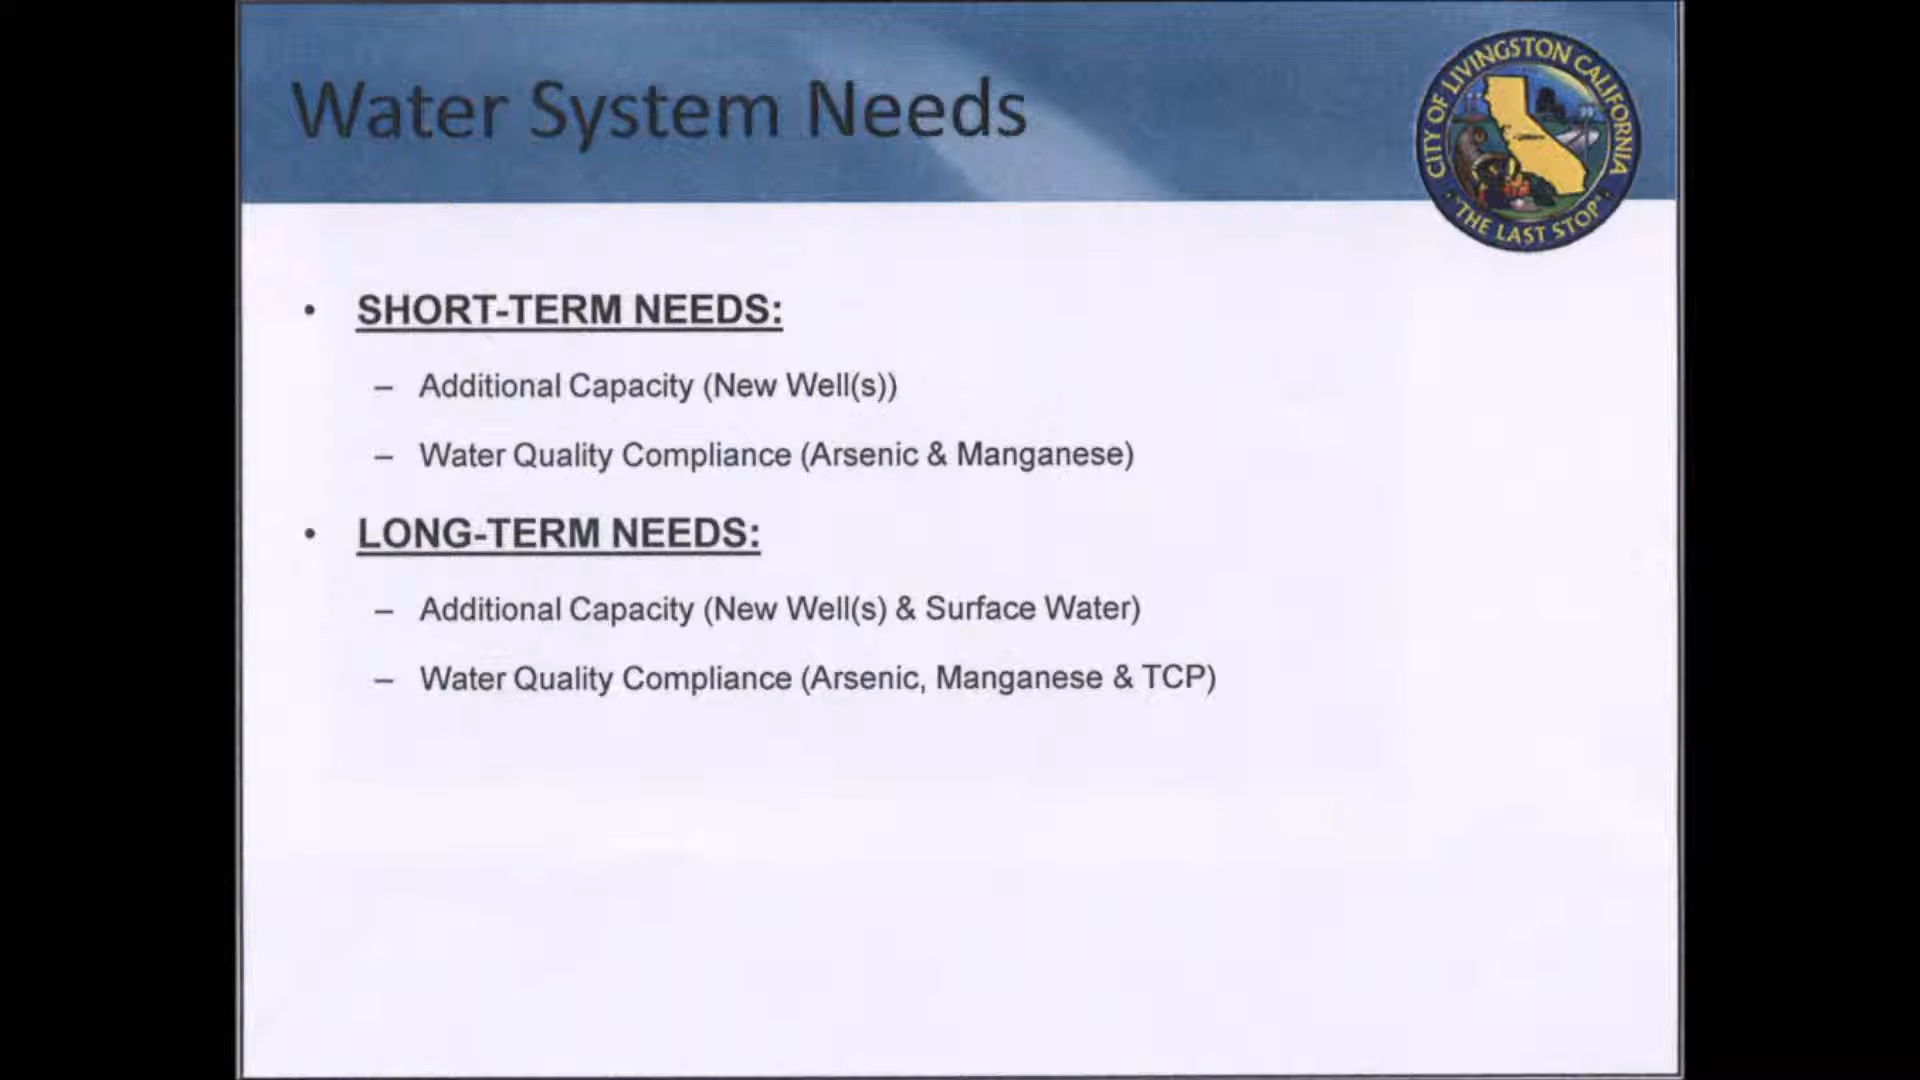 Water System Needs
CITY OF LIVINGSTON CALIFORNIA
"THE LAST STOP"
• SHORT-TERM NEEDS:
– Additional Capacity (New Well(s))
– Water Quality Compliance (Arsenic & Manganese)
• LONG-TERM NEEDS:
– Additional Capacity (New Well(s) & Surface Water)
– Water Quality Compliance (Arsenic, Manganese & TCP)